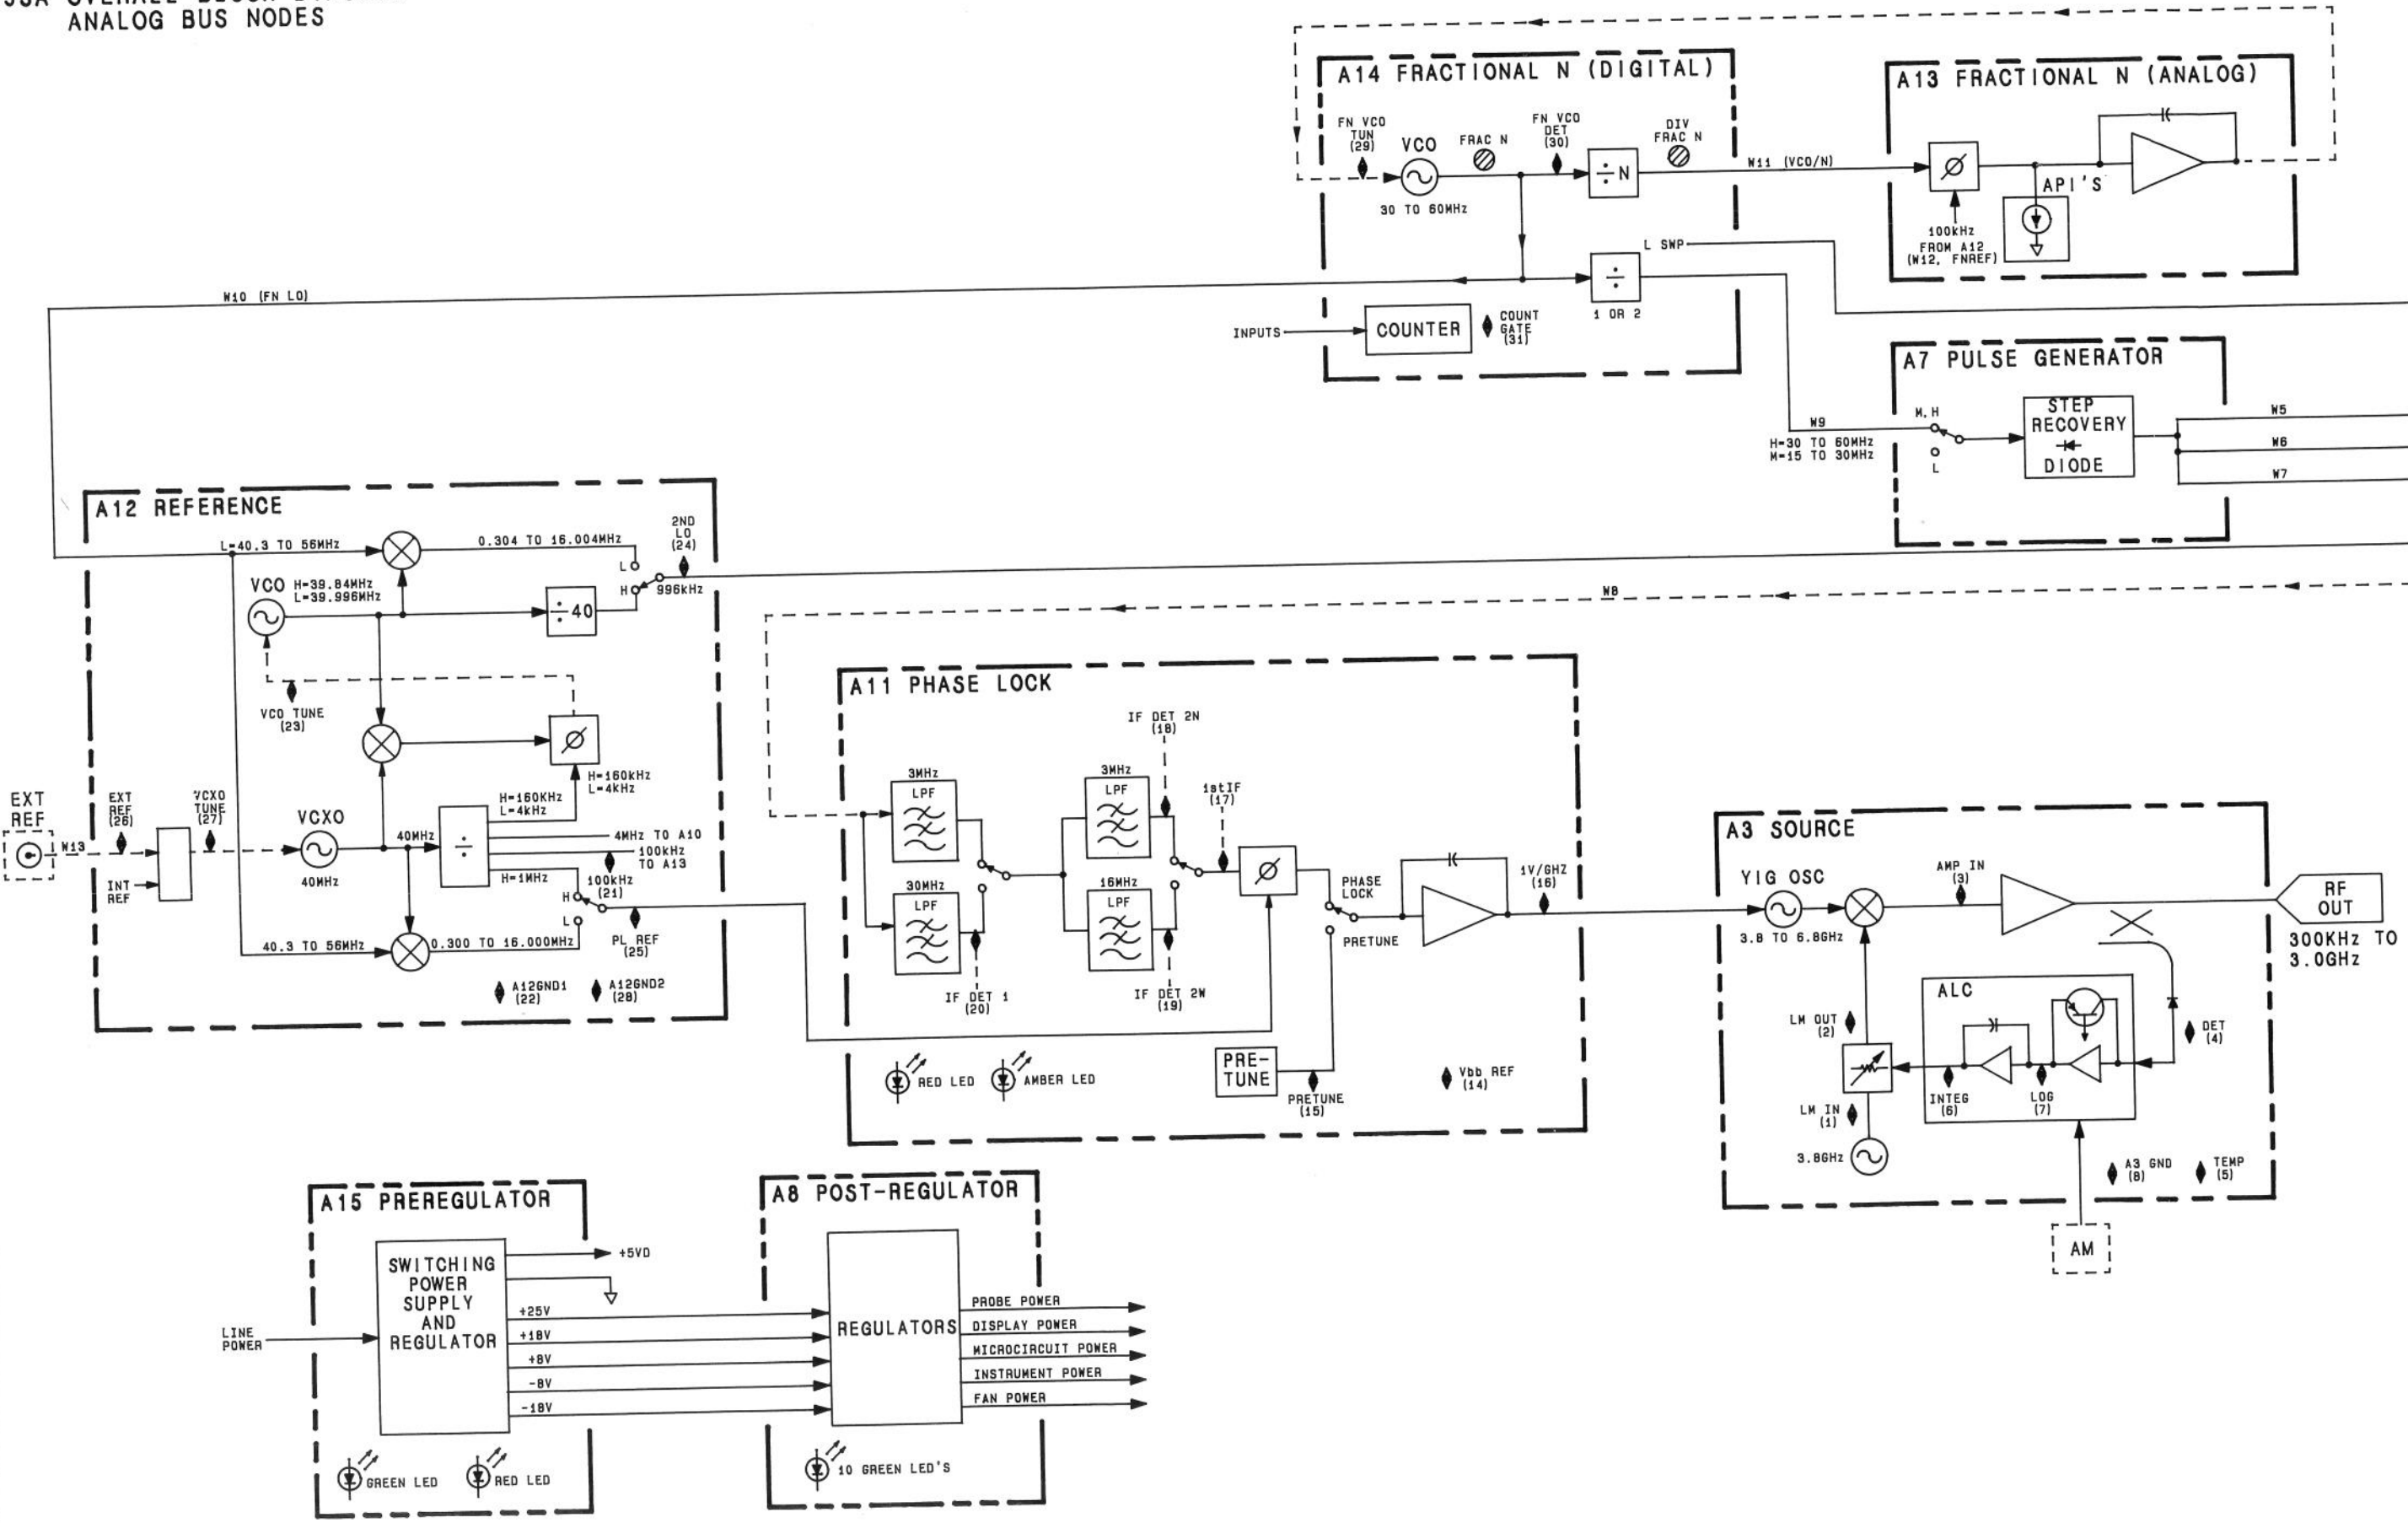 ANALOG BUS NODES
A14 FRACTIONAL N (DIGITAL)
FN VCO
TUN
(29)
VCO
30 TO 60MHz
FRAC N
FN VCO
DET
(30)
÷N
DIV
FRAC N
W11 (VCO/N)
L SWP
÷
1 OR 2
INPUTS
COUNTER
COUNT
GATE
(31)
A13 FRACTIONAL N (ANALOG)
Ø
API'S
100kHz
FROM A12
(W12, FNREF)
W10 (FN LO)
A7 PULSE GENERATOR
W9
H=30 TO 60MHz
M=15 TO 30MHz
M,H
L
STEP
RECOVERY
DIODE
W5
W6
W7
A12 REFERENCE
L=40.3 TO 56MHz
0.304 TO 16.004MHz
2ND
LO
(24)
L
H
996kHz
VCO
H=39.84MHz
L=39.996MHz
÷40
VCO TUNE
(23)
Ø
H=160kHz
L=4kHz
EXT
REF
W13
EXT
REF
(26)
INT
REF
VCXO
TUNE
(27)
VCXO
40MHz
40MHz
÷
H=160KHz
L=4kHz
4MHz TO A10
100kHz
TO A13
H=1MHz
100kHz
(21)
H
L
PL REF
(25)
40.3 TO 56MHz
0.300 TO 16.000MHz
A12GND1
(22)
A12GND2
(28)
W8
A11 PHASE LOCK
3MHz
LPF
30MHz
LPF
IF DET 1
(20)
3MHz
LPF
16MHz
LPF
IF DET 2N
(18)
IF DET 2W
(19)
1stIF
(17)
Ø
PHASE
LOCK
PRETUNE
1V/GHZ
(16)
RED LED
AMBER LED
PRE-
TUNE
PRETUNE
(15)
Vbb REF
(14)
A3 SOURCE
YIG OSC
3.8 TO 6.8GHz
AMP IN
(3)
RF
OUT
300KHz TO
3.0GHz
ALC
LM OUT
(2)
LM IN
(1)
INTEG
(6)
LOG
(7)
DET
(4)
3.8GHz
A3 GND
(8)
TEMP
(5)
AM
A15 PREREGULATOR
LINE
POWER
SWITCHING
POWER
SUPPLY
AND
REGULATOR
+5VD
+25V
+18V
+8V
-8V
-18V
GREEN LED
RED LED
A8 POST-REGULATOR
REGULATORS
PROBE POWER
DISPLAY POWER
MICROCIRCUIT POWER
INSTRUMENT POWER
FAN POWER
10 GREEN LED'S